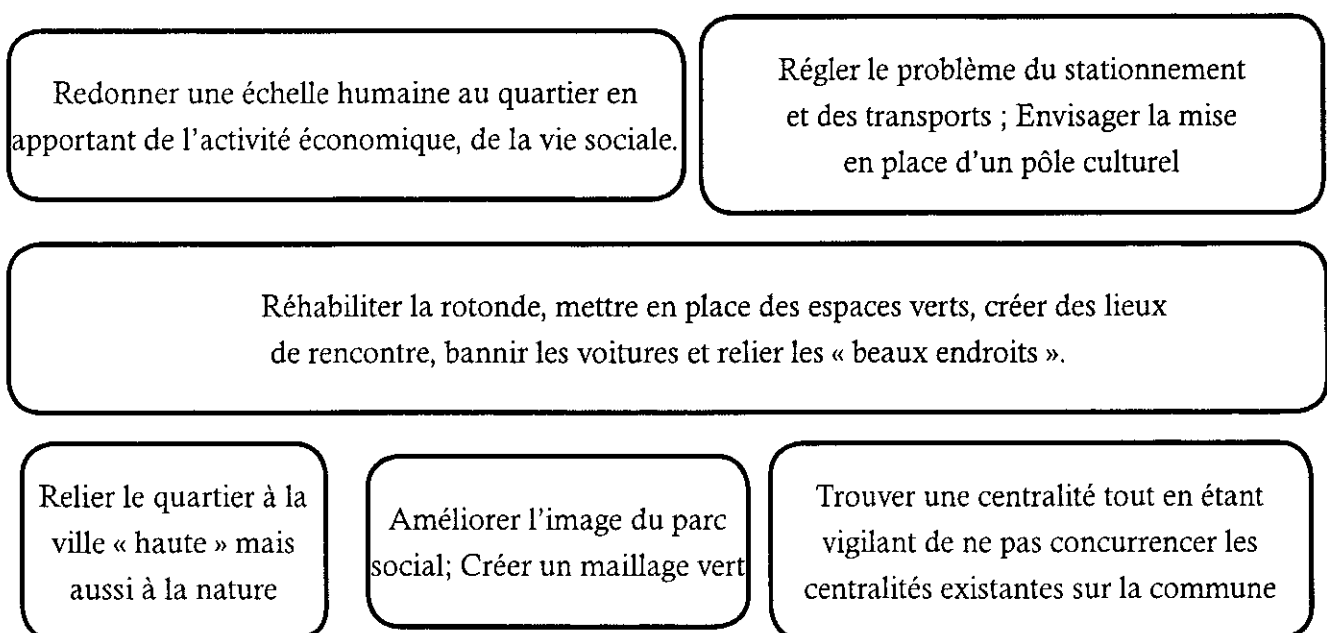 Redonner une échelle humaine au quartier en
apportant de l'activité économique, de la vie sociale.
Régler le problème du stationnement
et des transports ; Envisager la mise
en place d'un pôle culturel
Réhabiliter la rotonde, mettre en place des espaces verts, créer des lieux
de rencontre, bannir les voitures et relier les « beaux endroits ».
Relier le quartier à la
ville « haute » mais
aussi à la nature
Améliorer l'image du parc
social; Créer un maillage vert
Trouver une centralité tout en étant
vigilant de ne pas concurrencer les
centralités existantes sur la commune